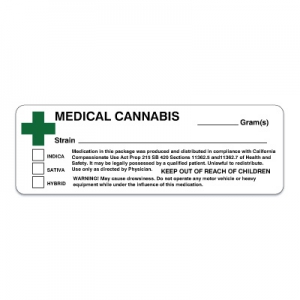 MEDICAL CANNABIS
Gram(s)
Strain
INDICA
SATIVA
HYBRID
Medication in this package was produced and distributed in compliance with California
Compassionate Use Act Prop 215 SB 420 Sections 11362.5 and11362.7 of Health and
Safety. It may be legally possessed by a qualified patient. Unlawful to redistribute.
Use only as directed by Physician. KEEP OUT OF REACH OF CHILDREN
WARNING! May cause drowsiness. Do not operate any motor vehicle or heavy
equipment while under the influence of this medication.